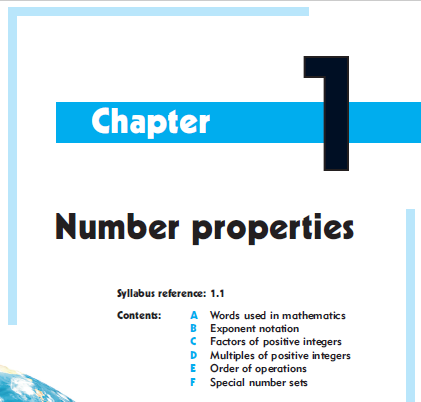 Chapter 1
Number properties
Syllabus reference: 1.1
Contents: A Words used in mathematics
B Exponent notation
C Factors of positive integers
D Multiples of positive integers
E Order of operations
F Special number sets